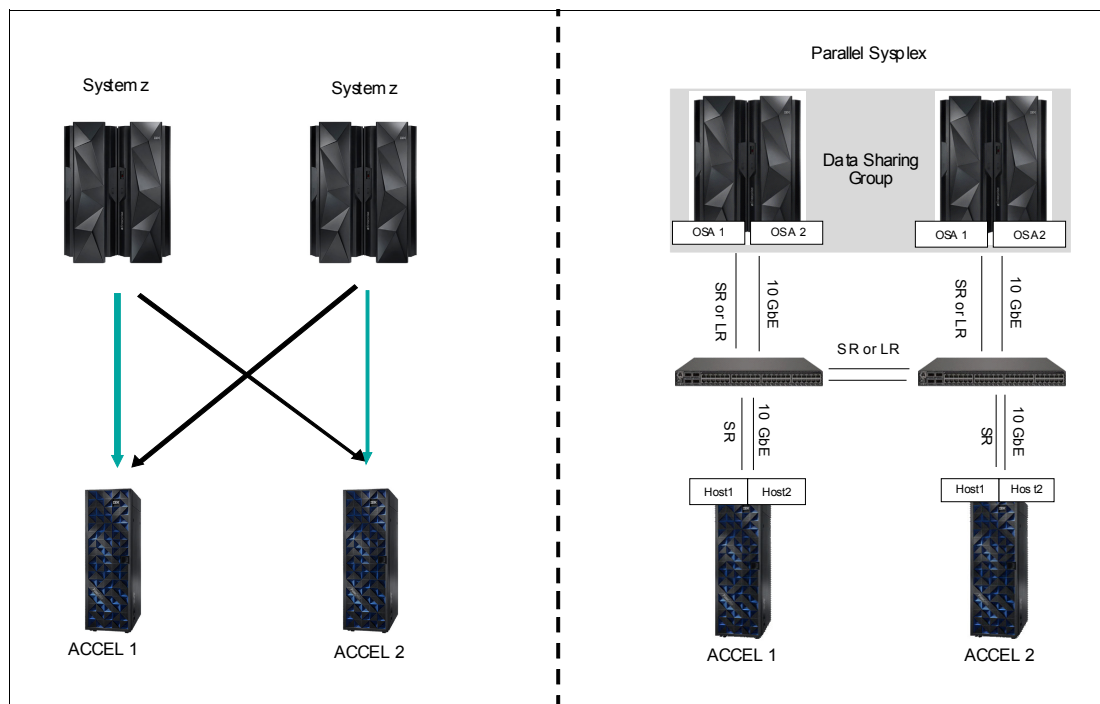 System z
System z
ACCEL 1
ACCEL 2
Parallel Sysplex
Data Sharing
Group
OSA 1
OSA 2
OSA 1
OSA2
SR or LR
10 GbE
SR or LR
10 GbE
SR or LR
SR
10 GbE
SR
10 GbE
Host1
Host2
Host1
Host2
ACCEL 1
ACCEL 2